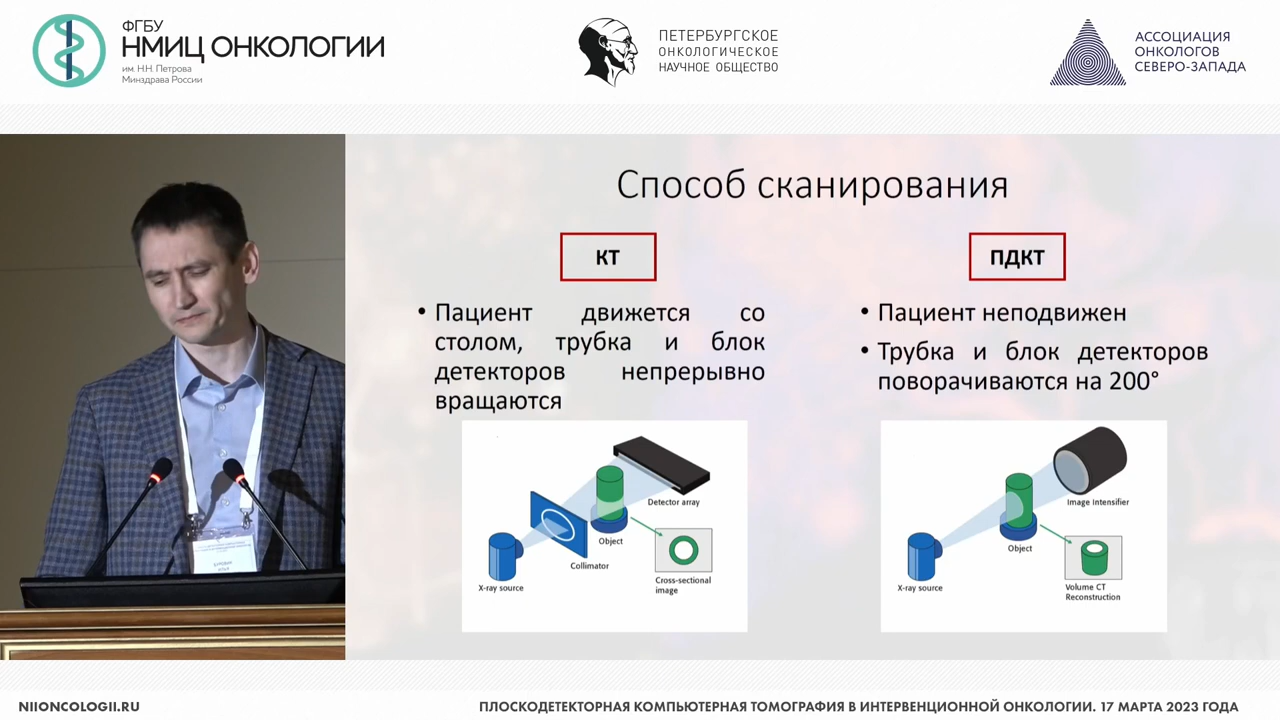 ФГБУ
НМИЦ ОНКОЛОГИИ
им. Н.Н. Петрова
Минздрава России
ПЕТЕРБУРГСКОЕ
ОНКОЛОГИЧЕСКОЕ
НАУЧНОЕ ОБЩЕСТВО
АССОЦИАЦИЯ
ОНКОЛОГОВ
СЕВЕРО-ЗАПАДА
Способ сканирования
КТ
• Пациент движется со
столом, трубка и блок
детекторов непрерывно
вращаются
Detector array
Object
Collimator
X-ray source
Cross-sectional
image
ПДКТ
• Пациент неподвижен
• Трубка и блок детекторов
поворачиваются на 200°
Image Intensifier
Object
X-ray source
Volume CT
Reconstruction
NIIONCOLOGII.RU
ПЛОСКОДЕТЕКТОРНАЯ КОМПЬЮТЕРНАЯ ТОМОГРАФИЯ В ИНТЕРВЕНЦИОННОЙ ОНКОЛОГИИ. 17 МАРТА 2023 ГОДА